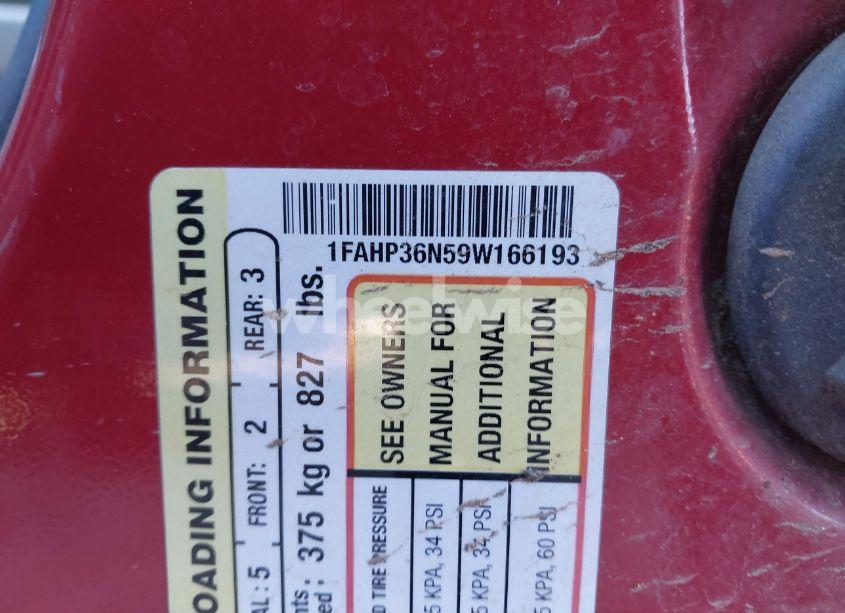 1FAHP36N59W166193
OADING INFORMATION
AL: 5 FRONT: 2 REAR: 3
375 kg or 827 lbs.
SEE OWNERS
MANUAL FOR
ADDITIONAL
INFORMATION
TIRE PRESSURE
KPA, 34 PSI
KPA, 34 PSI
KPA, 60 PSI
wheelwise